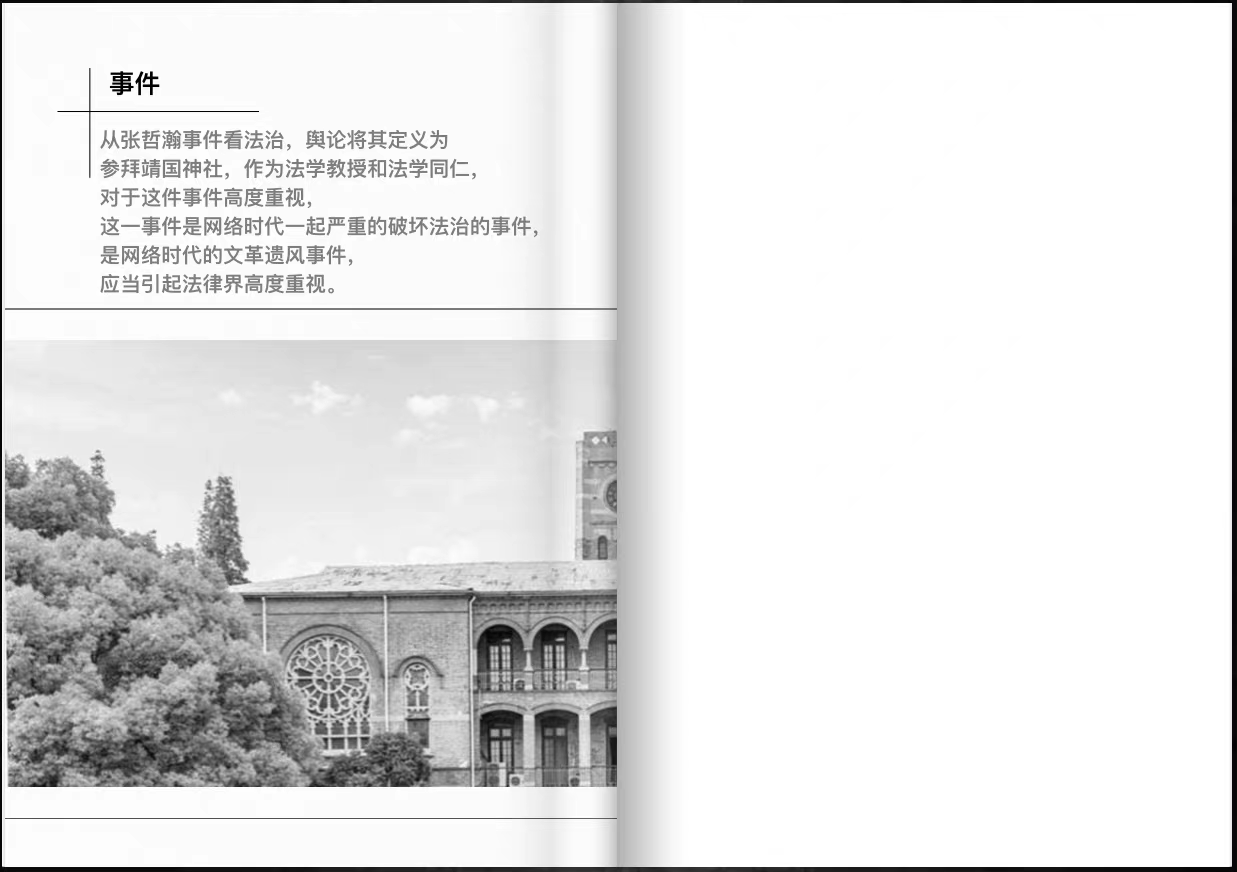 事件
从张哲瀚事件看法治，舆论将其定义为
参拜靖国神社，作为法学教授和法学同仁，
对于这件事件高度重视，
这一事件是网络时代一起严重的破坏法治的事件，
是网络时代的文革遗风事件，
应当引起法律界高度重视。